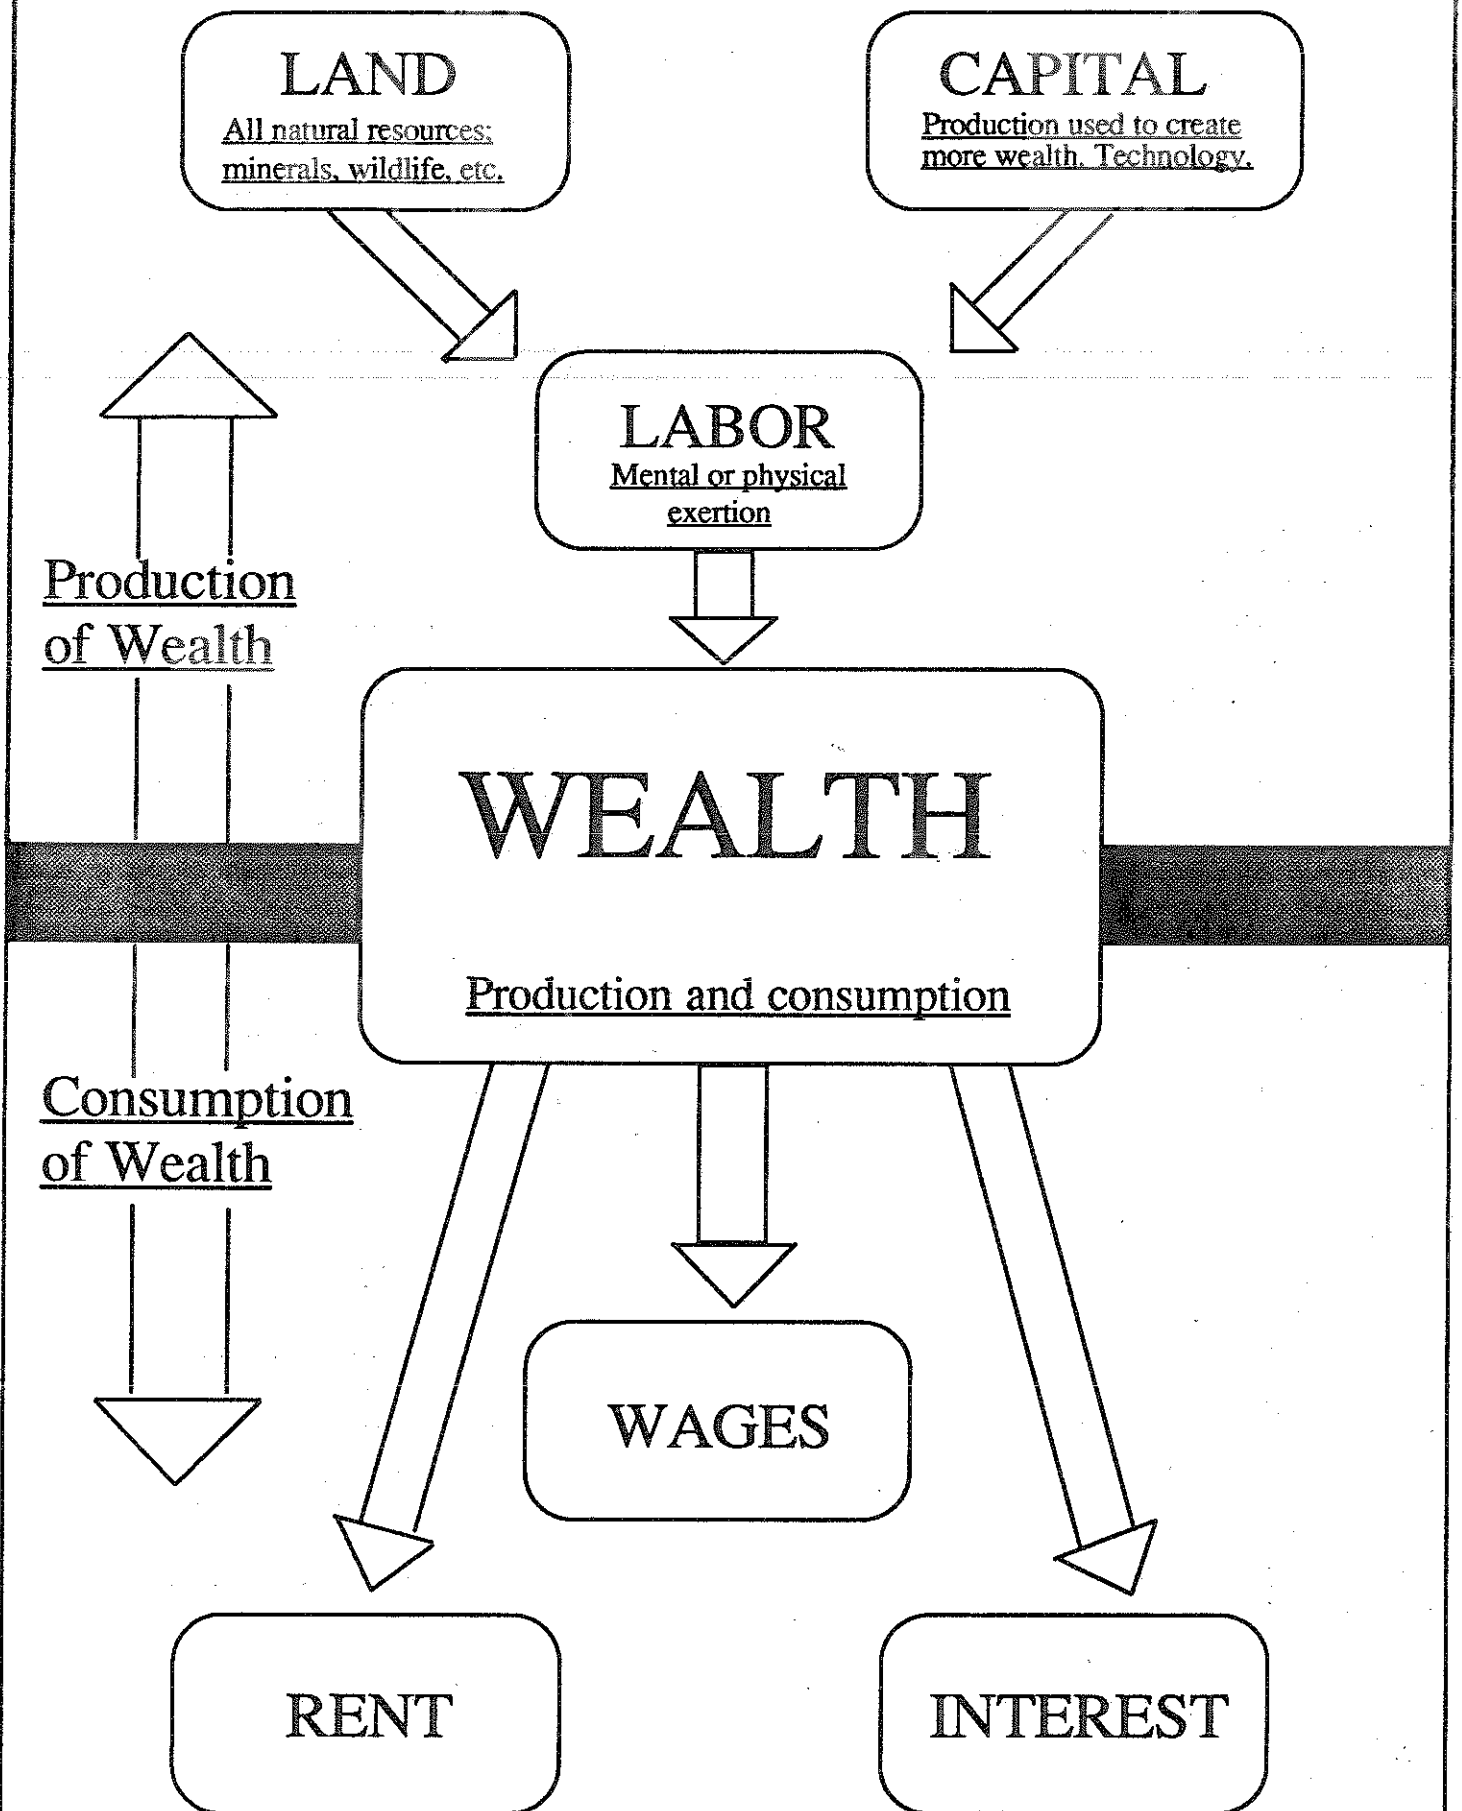 LAND
All natural resources;
minerals, wildlife, etc.
CAPITAL
Production used to create
more wealth. Technology.
LABOR
Mental or physical
exertion
Production
of Wealth
WEALTH
Production and consumption
Consumption
of Wealth
WAGES
RENT
INTEREST